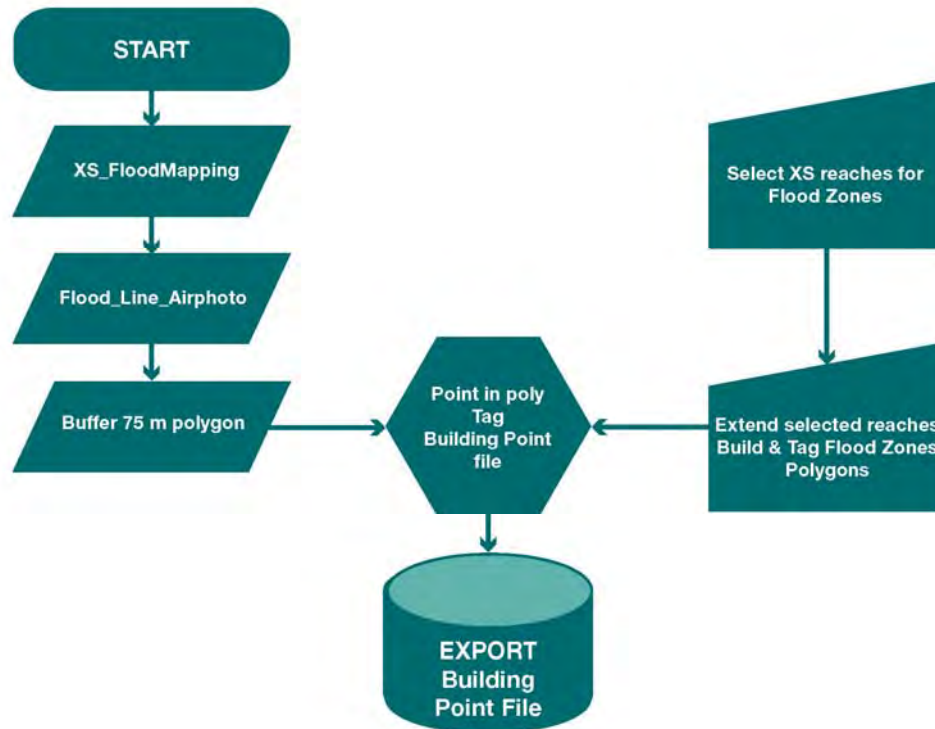 START
XS_FloodMapping
Flood_Line_Airphoto
Buffer 75 m polygon
Select XS reaches for
Flood Zones
Extend selected reaches
Build & Tag Flood Zones
Polygons
Point in poly
Tag
Building Point
file
EXPORT
Building
Point File